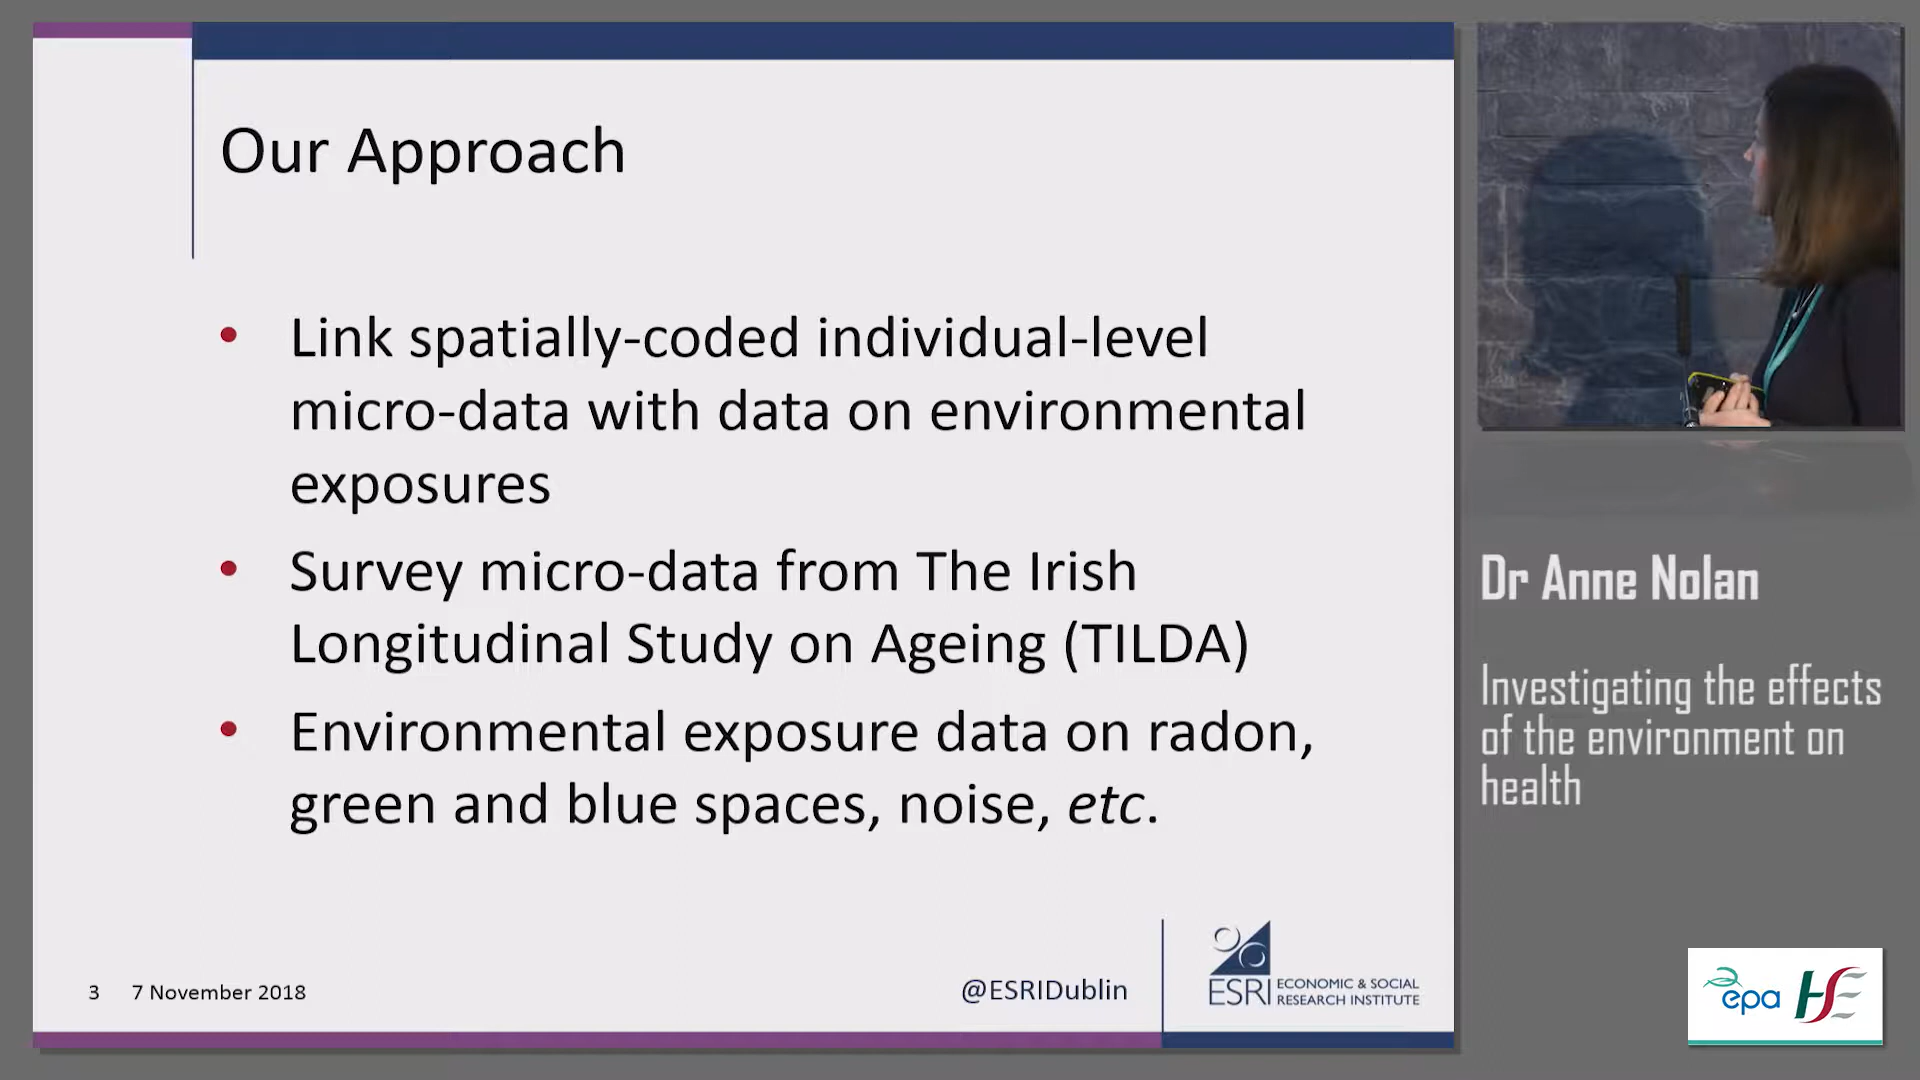 Our Approach
• Link spatially-coded individual-level
micro-data with data on environmental
exposures
• Survey micro-data from The Irish
Longitudinal Study on Ageing (TILDA)
• Environmental exposure data on radon,
green and blue spaces, noise, etc.
3 7 November 2018
@ESRIDublin
ESRI ECONOMIC & SOCIAL
RESEARCH INSTITUTE
Dr Anne Nolan
Investigating the effects
of the environment on
health
epa HSE